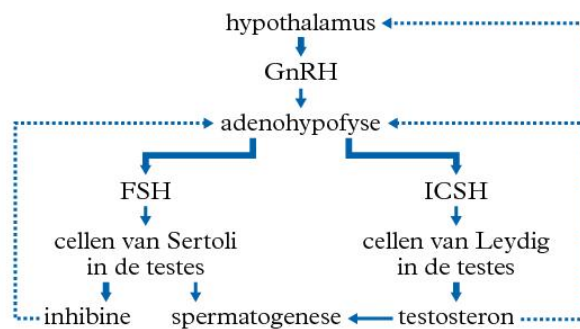 hypothalamus
GnRH
adenohypofyse
FSH
ICSH
cellen van Sertoli
in de testes
cellen van Leydig
in de testes
inhibine
spermatogenese
testosteron